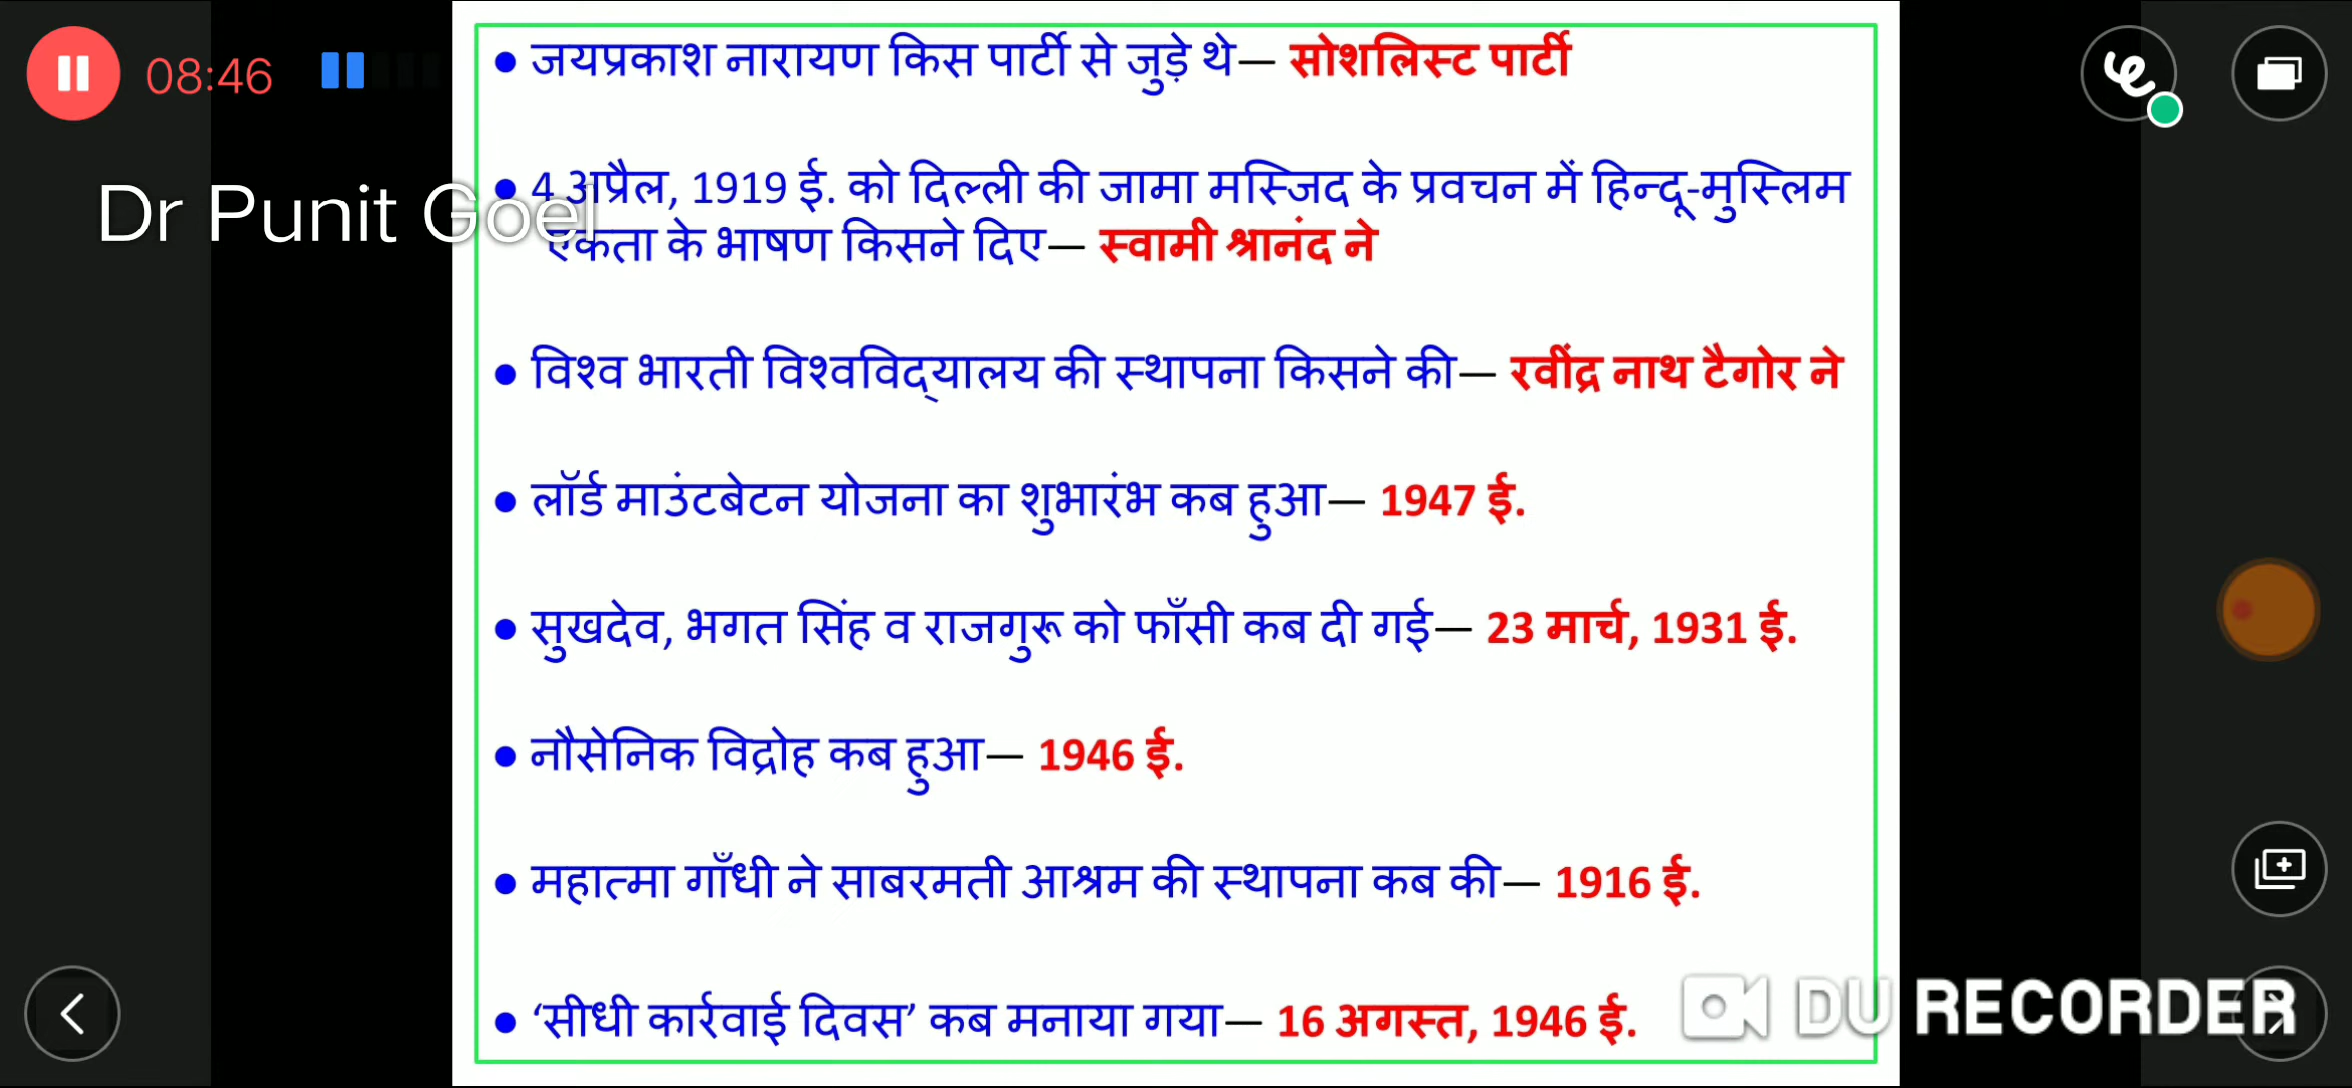 08:46
Dr Punit Goel
• जयप्रकाश नारायण किस पार्टी से जुड़े थे— सोशलिस्ट पार्टी
• 4 अप्रैल, 1919 ई. को दिल्ली की जामा मस्जिद के प्रवचन में हिन्दू-मुस्लिम
एकता के भाषण किसने दिए— स्वामी श्रानंद ने
• विश्व भारती विश्वविद्यालय की स्थापना किसने की— रवींद्र नाथ टैगोर ने
• लॉर्ड माउंटबेटन योजना का शुभारंभ कब हुआ— 1947 ई.
• सुखदेव, भगत सिंह व राजगुरू को फाँसी कब दी गई— 23 मार्च, 1931 ई.
• नौसेनिक विद्रोह कब हुआ— 1946 ई.
• महात्मा गाँधी ने साबरमती आश्रम की स्थापना कब की— 1916 ई.
• ‘सीधी कार्रवाई दिवस’ कब मनाया गया— 16 अगस्त, 1946 ई.
DU RECORDER